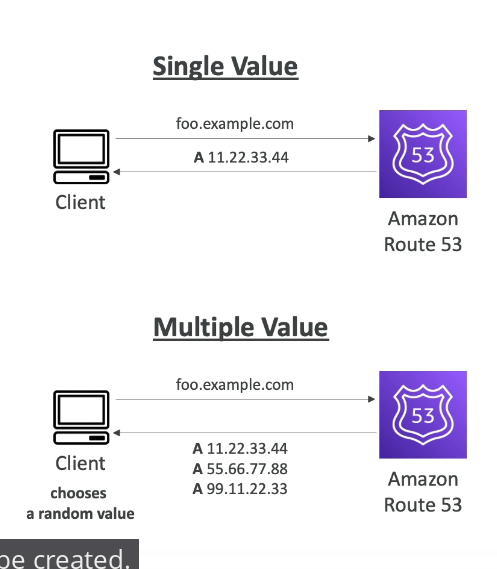 Single Value
foo.example.com
A 11.22.33.44
53
Client
Amazon
Route 53
Multiple Value
foo.example.com
53
A 11.22.33.44
A 55.66.77.88
A 99.11.22.33
Client
chooses
a random value
Amazon
Route 53
be created.